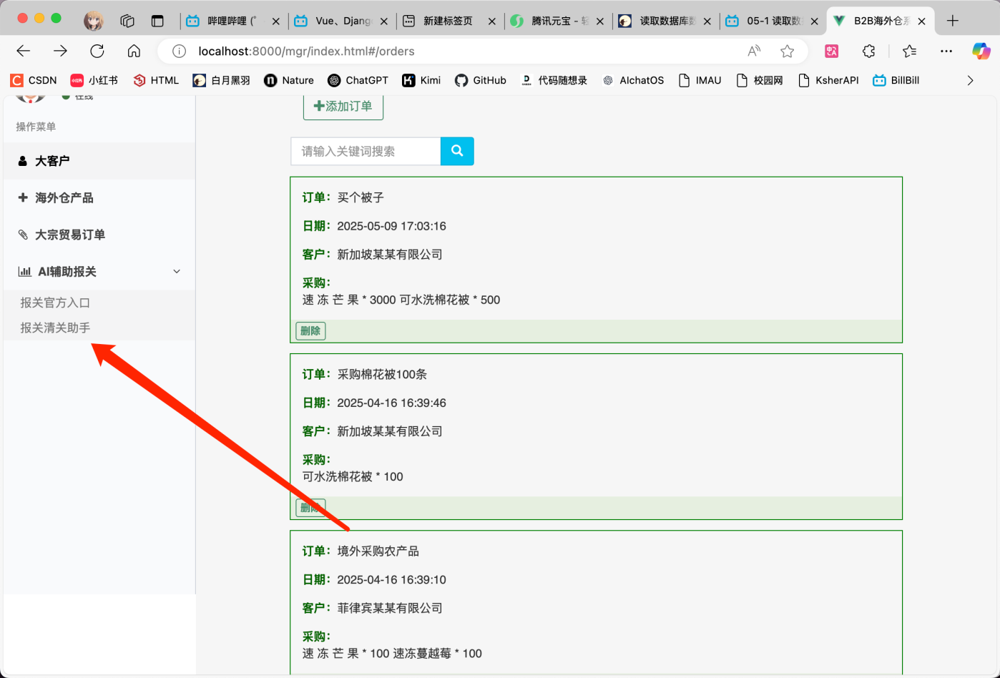 哔哩哔哩 (゜
Vue、Django
新建标签页
腾讯元宝 - 轻
读取数据库数
05-1 读取数
B2B海外仓系
localhost:8000/mgr/index.html#/orders
CSDN
小红书
HTML
白月黑羽
Nature
ChatGPT
Kimi
GitHub
代码随想录
AIchatOS
IMAU
校园网
KsherAPI
BillBill
在线
操作菜单
大客户
海外仓产品
大宗贸易订单
AI辅助报关
报关官方入口
报关清关助手
添加订单
请输入关键词搜索
订单： 买个被子
日期： 2025-05-09 17:03:16
客户： 新加坡某某有限公司
采购：
速 冻 芒 果 * 3000 可水洗棉花被 * 500
删除
订单： 采购棉花被100条
日期： 2025-04-16 16:39:46
客户： 新加坡某某有限公司
采购：
可水洗棉花被 * 100
删除
订单： 境外采购农产品
日期： 2025-04-16 16:39:10
客户： 菲律宾某某有限公司
采购：
速 冻 芒 果 * 100 速冻蔓越莓 * 100